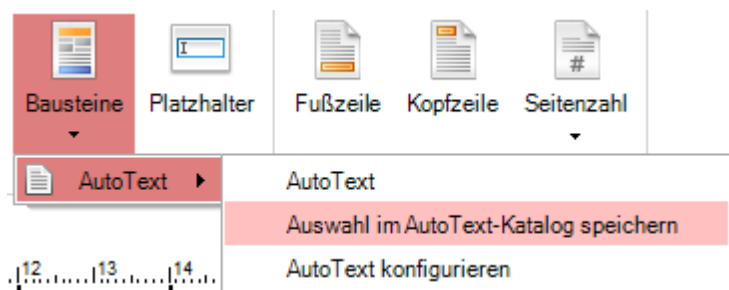 Bausteine Platzhalter Fußzeile Kopfzeile Seitenzahl
AutoText AutoText
Auswahl im AutoText-Katalog speichern
12 13 14 AutoText konfigurieren